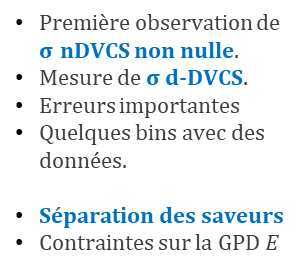 • Première observation de
σ nDVCS non nulle.
• Mesure de σ d-DVCS.
• Erreurs importantes
• Quelques bins avec des
données.
• Séparation des saveurs
• Contraintes sur la GPD E